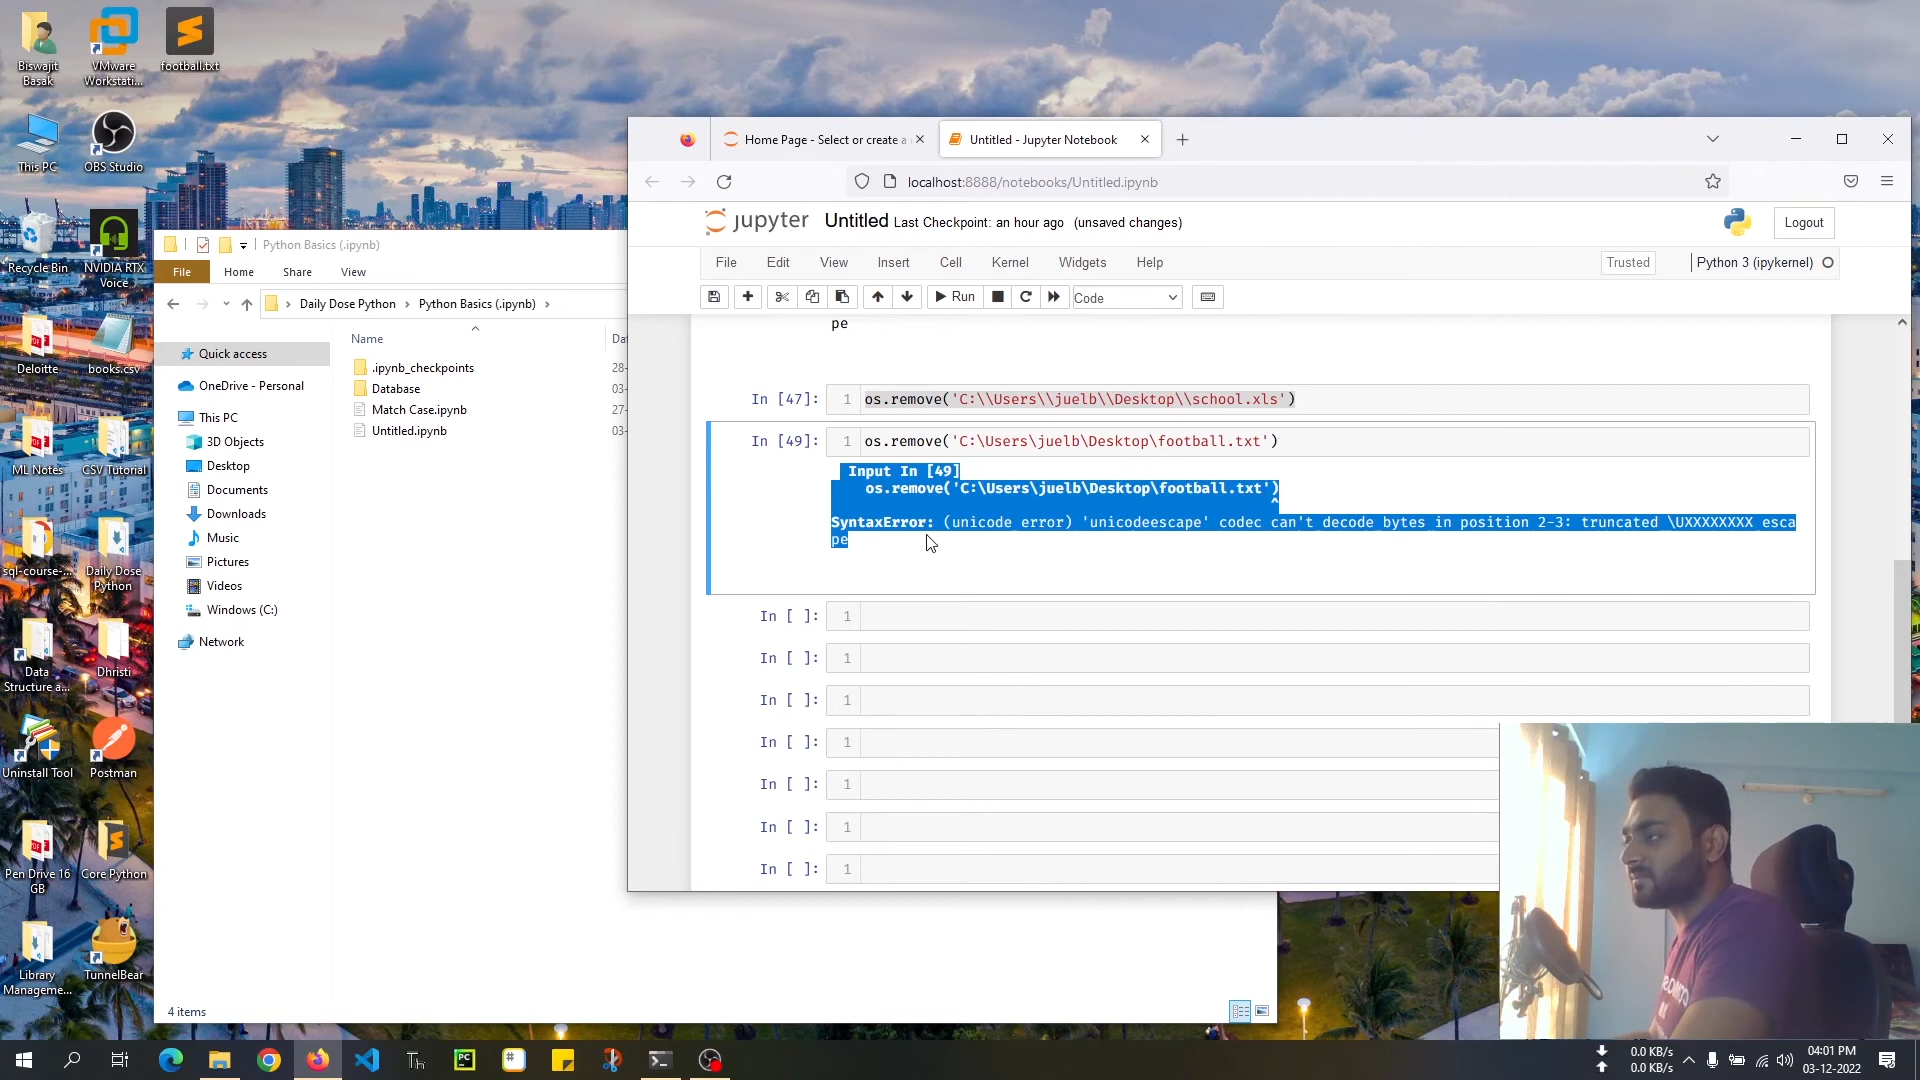 Biswajit
Basak
VMware
Workstati...
football.txt
This PC
OBS Studio
Recycle Bin
NVIDIA RTX
Voice
Deloitte
books.csv
ML Notes
CSV Tutorial
sql-course-...
Daily Dose
Python
Data
Structure a...
Dhristi
Uninstall Tool
Postman
Pen Drive 16
GB
Core Python
Library
Manageme...
TunnelBear
Python Basics (.ipynb)
File Home Share View
Daily Dose Python Python Basics (.ipynb)
Name
Da
Quick access
OneDrive - Personal
This PC
3D Objects
Desktop
Documents
Downloads
Music
Pictures
Videos
Windows (C:)
Network
.ipynb_checkpoints 28-
Database 03-
Match Case.ipynb 27-
Untitled.ipynb 03-
4 items
Home Page - Select or create a
Untitled - Jupyter Notebook
localhost:8888/notebooks/Untitled.ipynb
jupyter Untitled Last Checkpoint: an hour ago (unsaved changes)
Logout
File Edit View Insert Cell Kernel Widgets Help
Trusted
Python 3 (ipykernel)
Run
Code
pe
In [47]: 1 os.remove('C:\\Users\\juelb\\Desktop\\school.xls')
In [49]: 1 os.remove('C:\Users\juelb\Desktop\football.txt')
Input In [49]
os.remove('C:\Users\juelb\Desktop\football.txt')
^
SyntaxError: (unicode error) 'unicodeescape' codec can't decode bytes in position 2-3: truncated \UXXXXXXXX esca
pe
In [ ]: 1
In [ ]: 1
In [ ]: 1
In [ ]: 1
In [ ]: 1
In [ ]: 1
In [ ]: 1
PC
Th
0.0 KB/s
0.0 KB/s
04:01 PM
03-12-2022